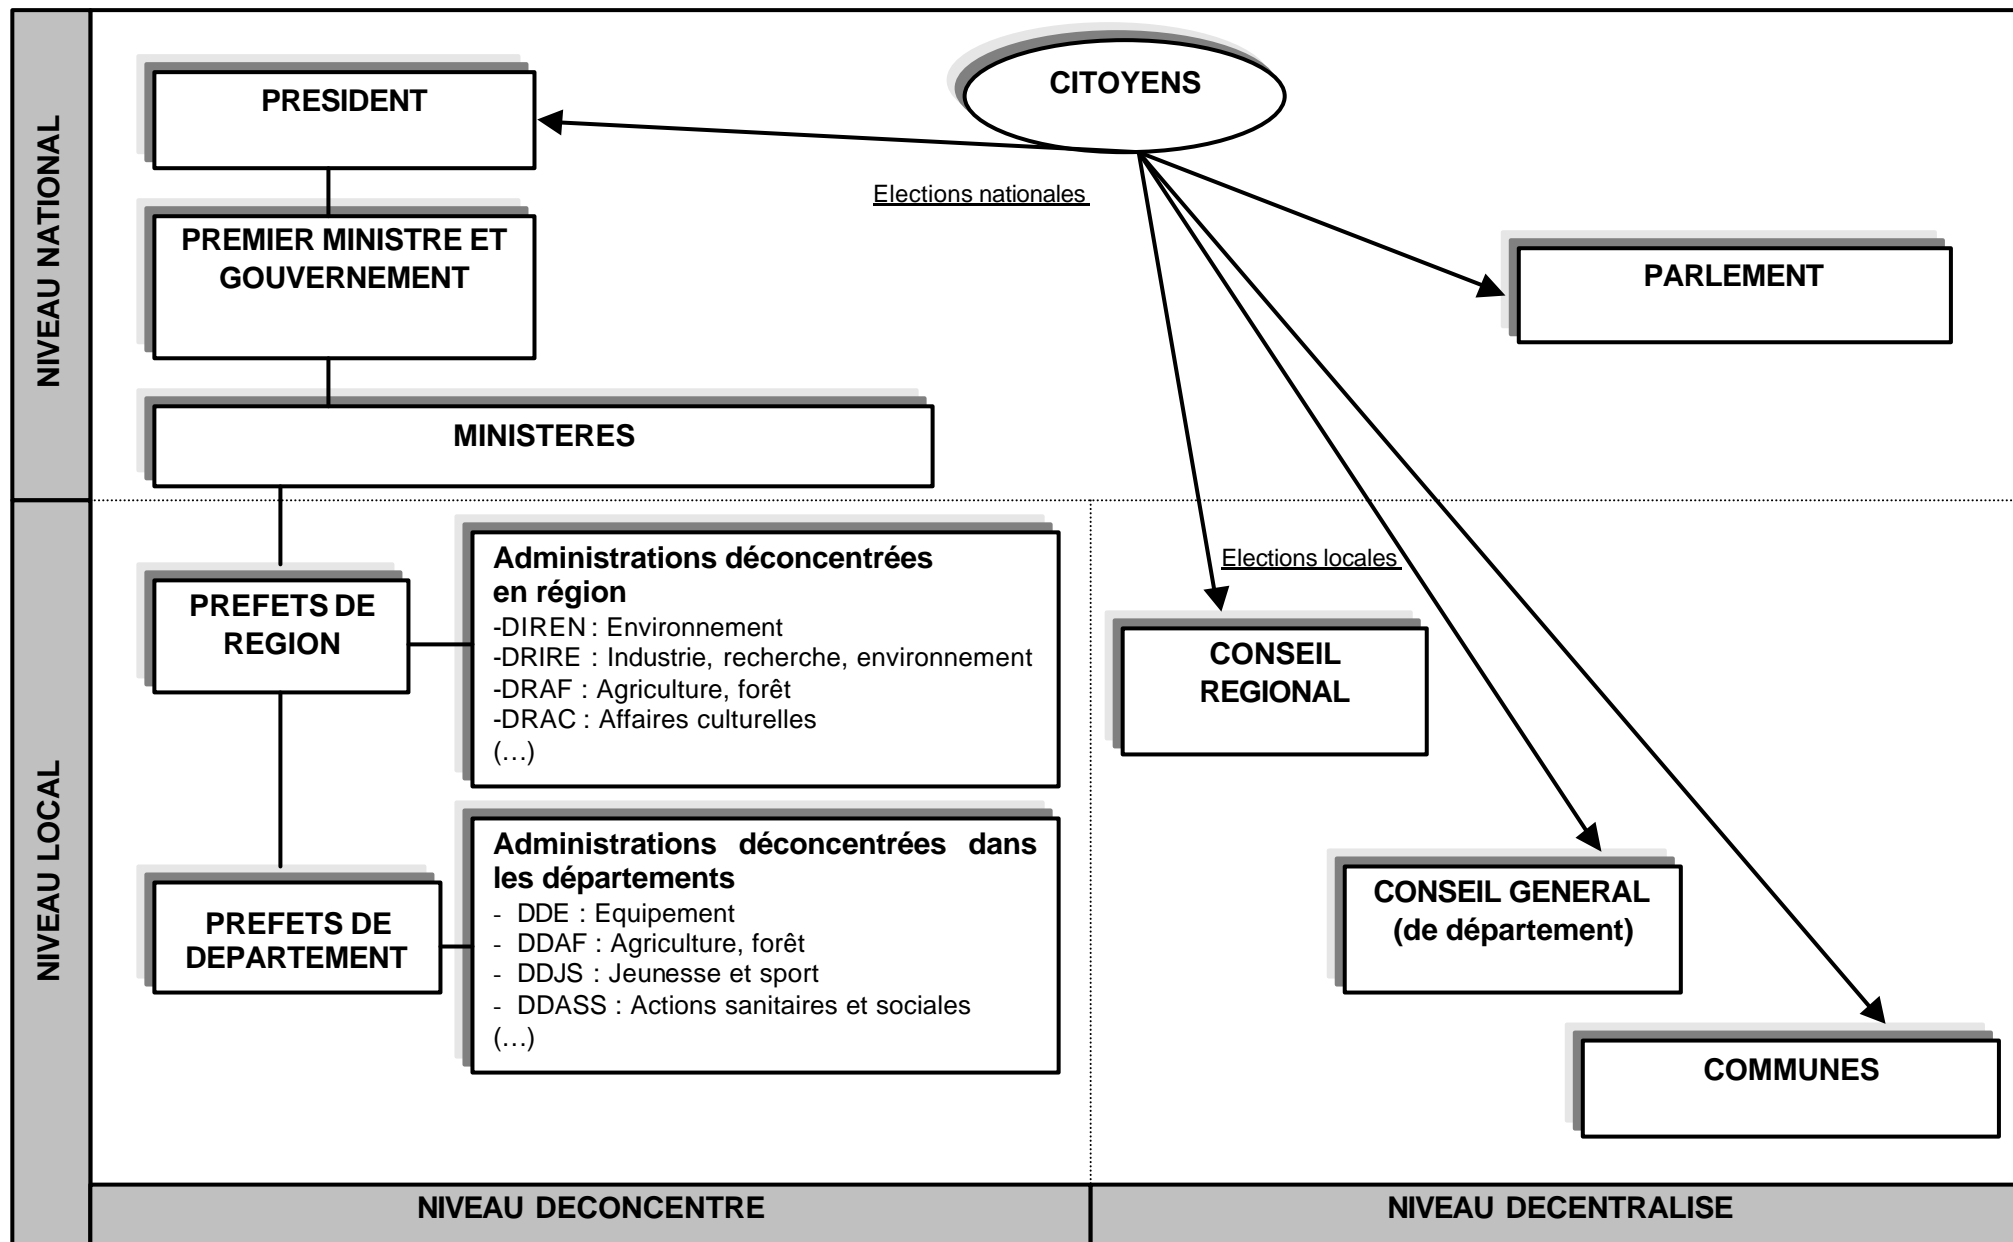 NIVEAU NATIONAL
PRESIDENT
CITOYENS
Elections nationales
PREMIER MINISTRE ET
GOUVERNEMENT
PARLEMENT
MINISTERES
NIVEAU LOCAL
PREFETS DE
REGION
Administrations déconcentrées
en région
-DIREN : Environnement
-DRIRE : Industrie, recherche, environnement
-DRAF : Agriculture, forêt
-DRAC : Affaires culturelles
(…)
Elections locales
CONSEIL
REGIONAL
PREFETS DE
DEPARTEMENT
Administrations déconcentrées dans
les départements
- DDE : Equipement
- DDAF : Agriculture, forêt
- DDJS : Jeunesse et sport
- DDASS : Actions sanitaires et sociales
(…)
CONSEIL GENERAL
(de département)
COMMUNES
NIVEAU DECONCENTRE
NIVEAU DECENTRALISE